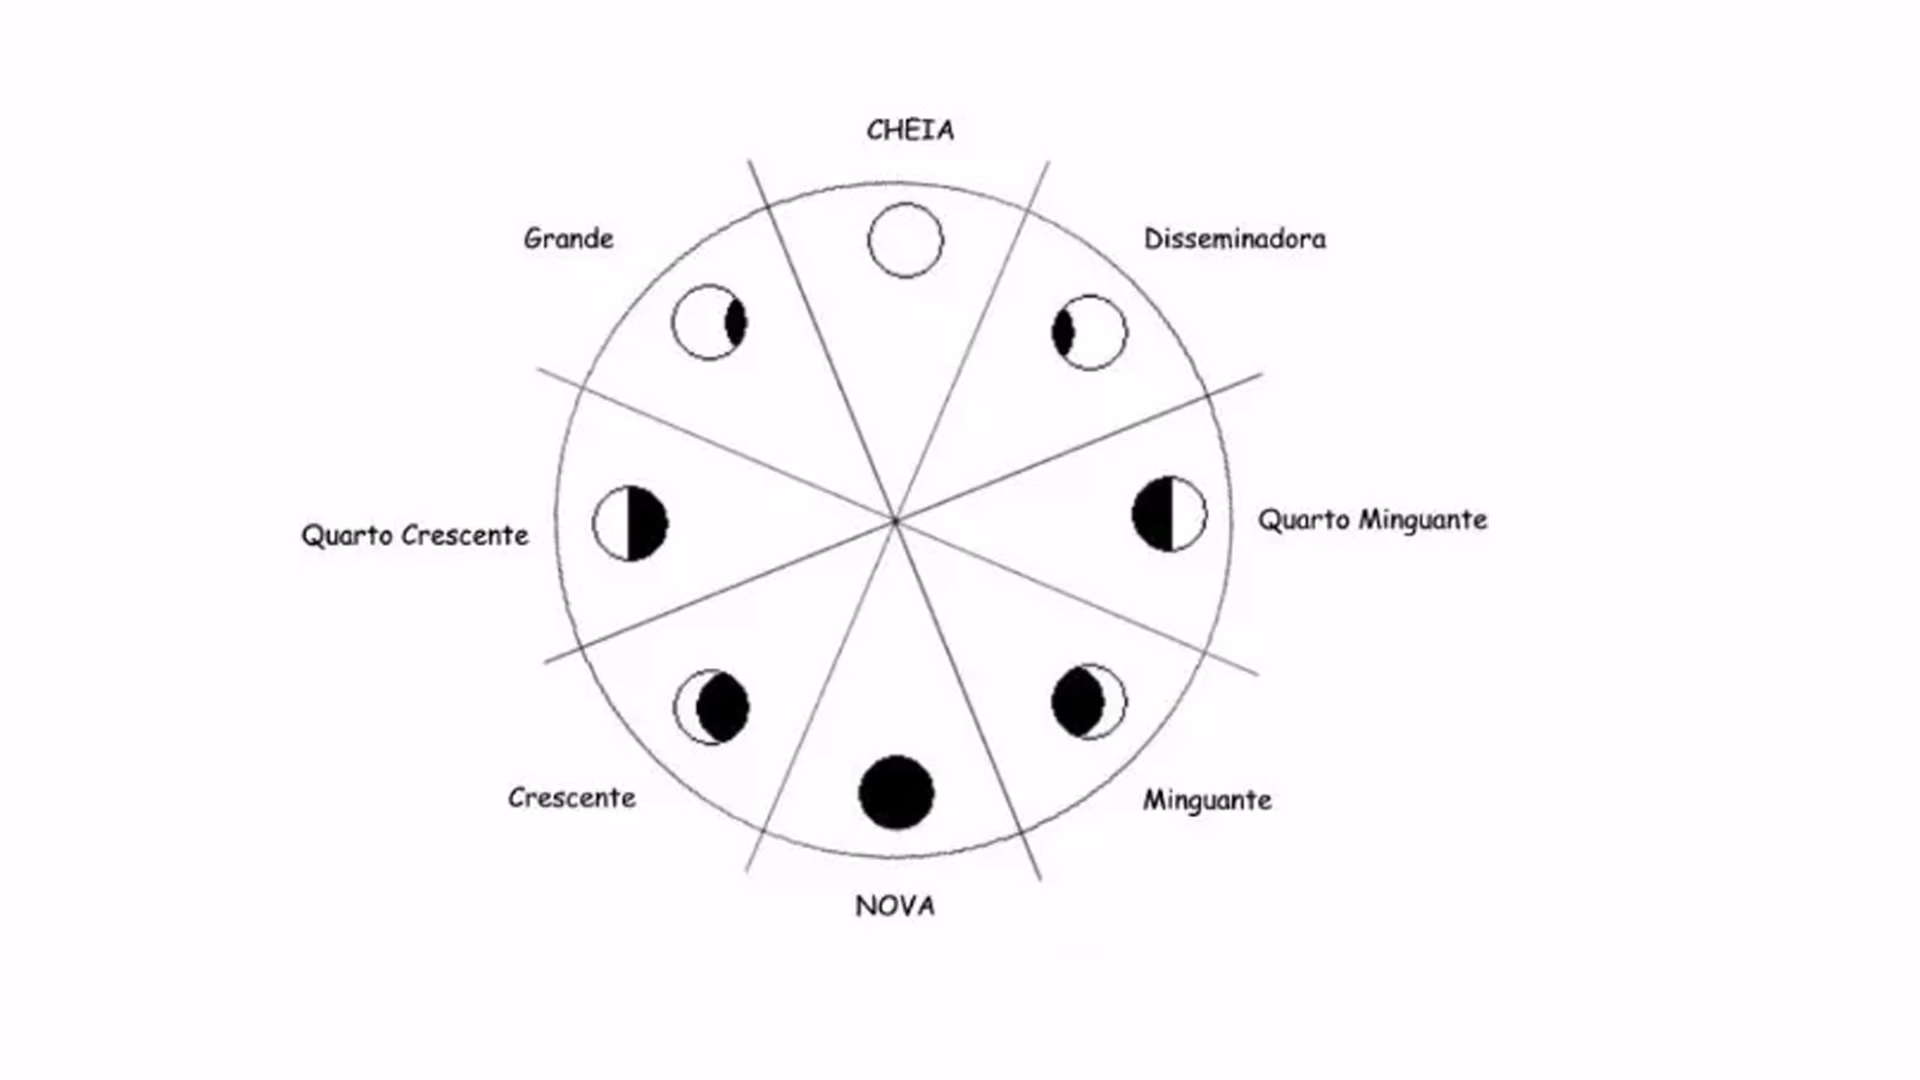 CHEIA
Grande
Disseminadora
Quarto Crescente
Quarto Minguante
Crescente
Minguante
NOVA